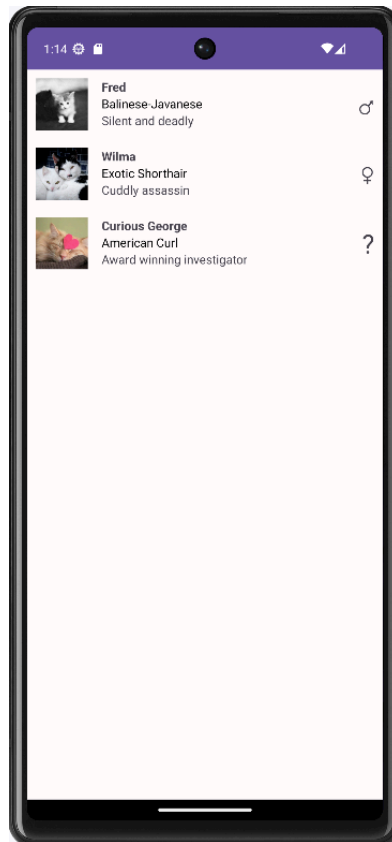 1:14
Fred
Balinese-Javanese
Silent and deadly
♂
Wilma
Exotic Shorthair
Cuddly assassin
♀
Curious George
American Curl
Award winning investigator
?